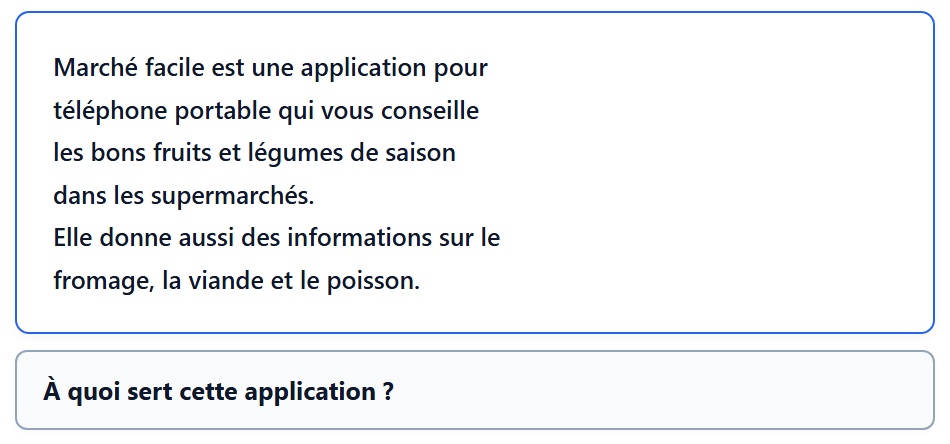 Marché facile est une application pour
téléphone portable qui vous conseille
les bons fruits et légumes de saison
dans les supermarchés.
Elle donne aussi des informations sur le
fromage, la viande et le poisson.
À quoi sert cette application ?